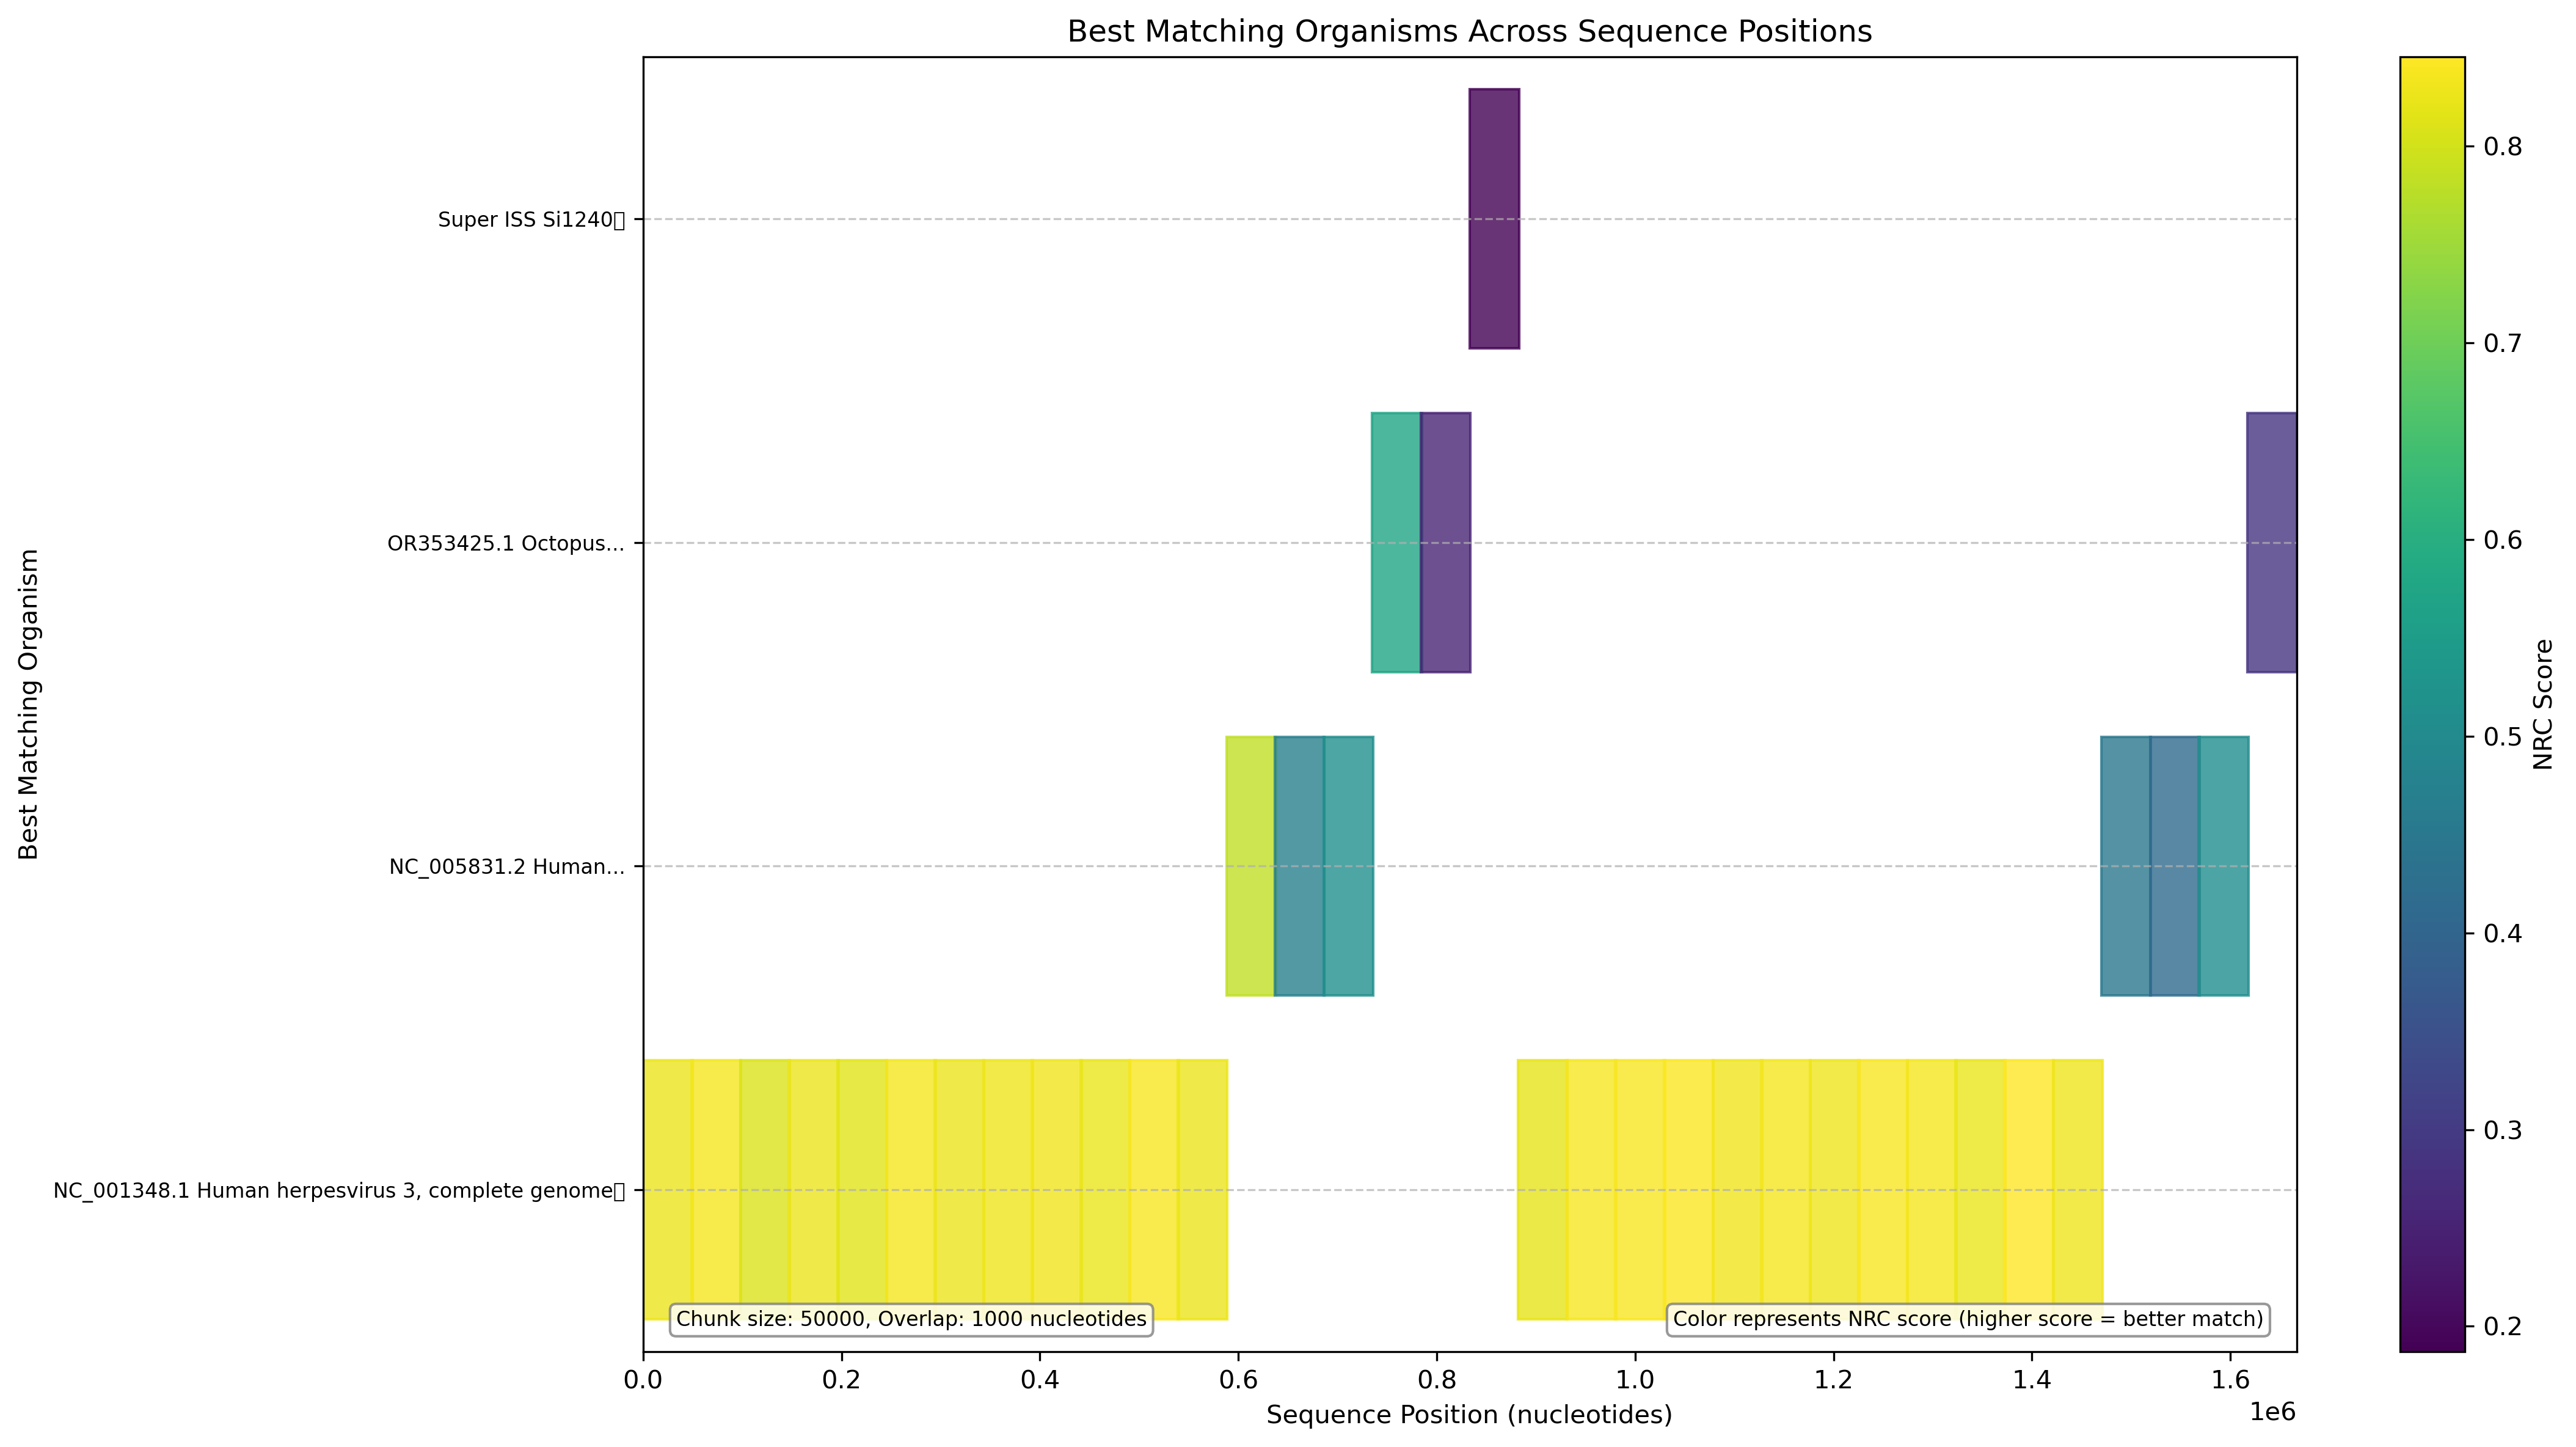 Best Matching Organisms Across Sequence Positions
Best Matching Organism
Super ISS Si1240▯
OR353425.1 Octopus...
NC_005831.2 Human...
NC_001348.1 Human herpesvirus 3, complete genome▯
Chunk size: 50000, Overlap: 1000 nucleotides
Color represents NRC score (higher score = better match)
0.0 0.2 0.4 0.6 0.8 1.0 1.2 1.4 1.6
1e6
Sequence Position (nucleotides)
0.8
0.7
0.6
0.5
0.4
0.3
0.2
NRC Score